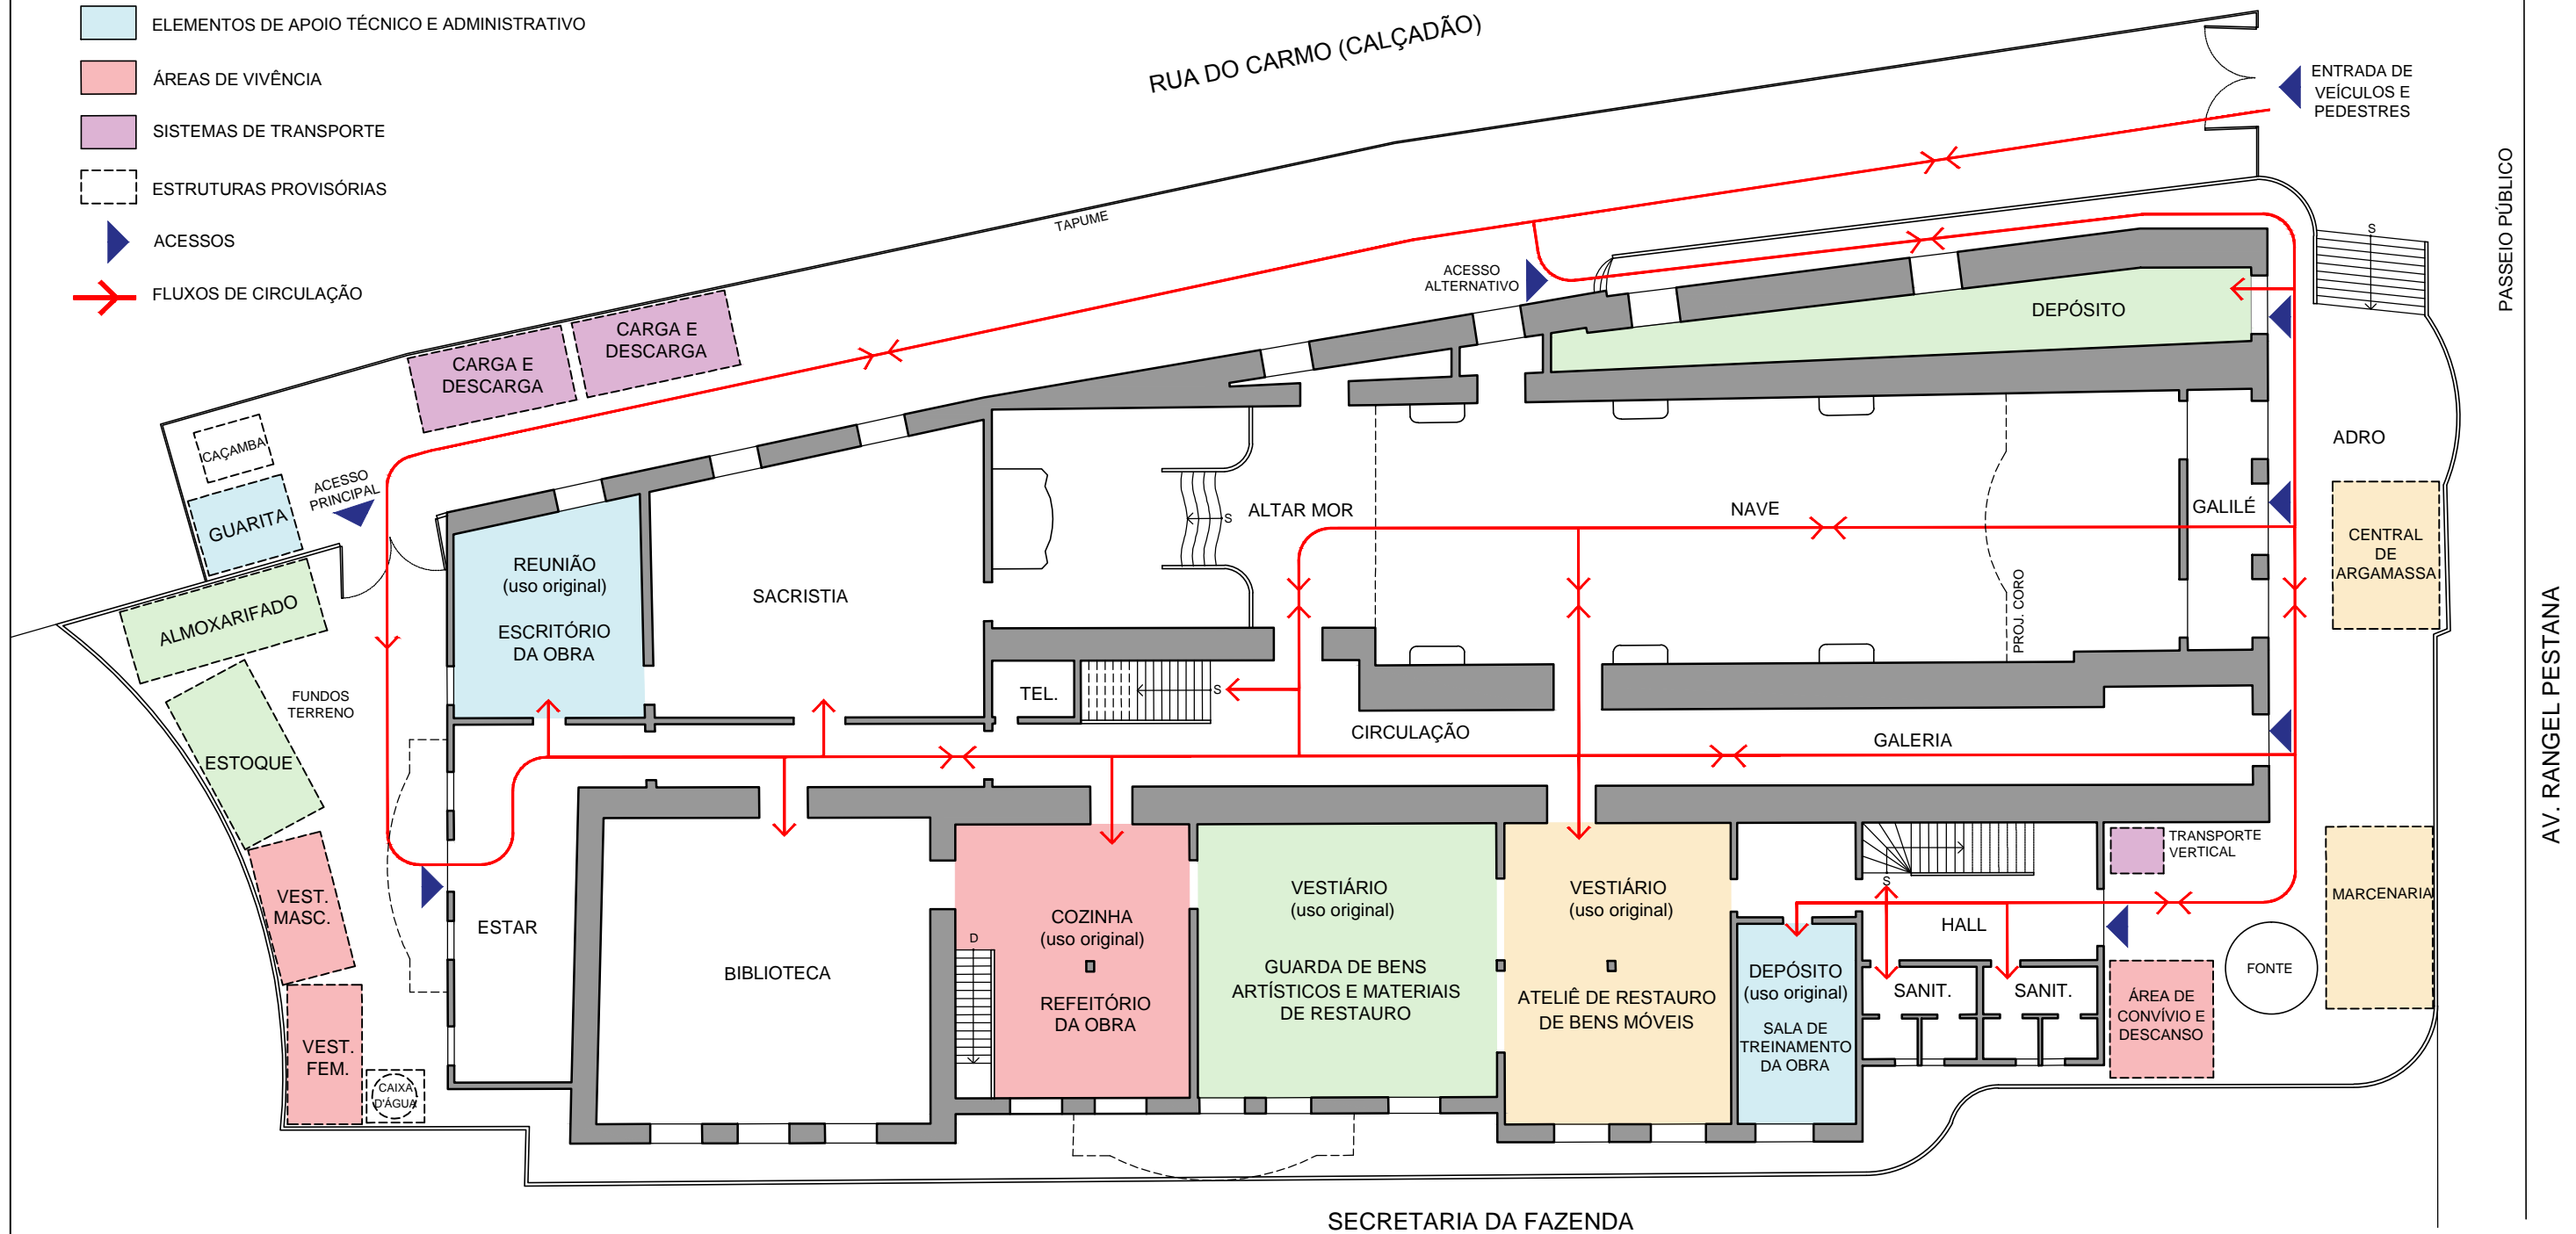 ELEMENTOS DE APOIO TÉCNICO E ADMINISTRATIVO
ÁREAS DE VIVÊNCIA
SISTEMAS DE TRANSPORTE
ESTRUTURAS PROVISÓRIAS
ACESSOS
FLUXOS DE CIRCULAÇÃO
RUA DO CARMO (CALÇADÃO)
TAPUME
ENTRADA DE
VEÍCULOS E
PEDESTRES
PASSEIO PÚBLICO
AV. RANGEL PESTANA
S
ACESSO
ALTERNATIVO
DEPÓSITO
CARGA E
DESCARGA
CARGA E
DESCARGA
CAÇAMBA
GUARITA
ACESSO
PRINCIPAL
ALMOXARIFADO
ESTOQUE
FUNDOS
TERRENO
VEST.
MASC.
VEST.
FEM.
CAIXA
D'ÁGUA
REUNIÃO
(uso original)
ESCRITÓRIO
DA OBRA
SACRISTIA
S
ALTAR MOR
NAVE
PROJ. CORO
GALILÉ
ADRO
CENTRAL
DE
ARGAMASSA
TEL.
S
CIRCULAÇÃO
GALERIA
ESTAR
BIBLIOTECA
D
COZINHA
(uso original)
REFEITÓRIO
DA OBRA
VESTIÁRIO
(uso original)
GUARDA DE BENS
ARTÍSTICOS E MATERIAIS
DE RESTAURO
VESTIÁRIO
(uso original)
ATELIÊ DE RESTAURO
DE BENS MÓVEIS
DEPÓSITO
(uso original)
SALA DE
TREINAMENTO
DA OBRA
S
HALL
SANIT.
SANIT.
TRANSPORTE
VERTICAL
ÁREA DE
CONVÍVIO E
DESCANSO
FONTE
MARCENARIA
SECRETARIA DA FAZENDA